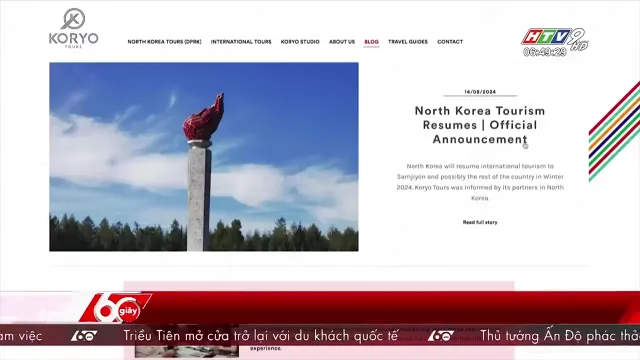 KORYO
TOURS
NORTH KOREA TOURS (DPRK) INTERNATIONAL TOURS KORYO STUDIO ABOUT US BLOG TRAVEL GUIDES CONTACT
HTV9 HD
06:49:29
14/08/2024
North Korea Tourism
Resumes | Official
Announcement
North Korea will resume international tourism to
Samjiyon and possibly the rest of the country in Winter
2024, Koryo Tours was informed by its partners in North
Korea.
Read full story
60 giây
àm việc 60 Triều Tiên mở cửa trở lại với du khách quốc tế 60 Thủ tướng Ấn Độ phác thả
experience.